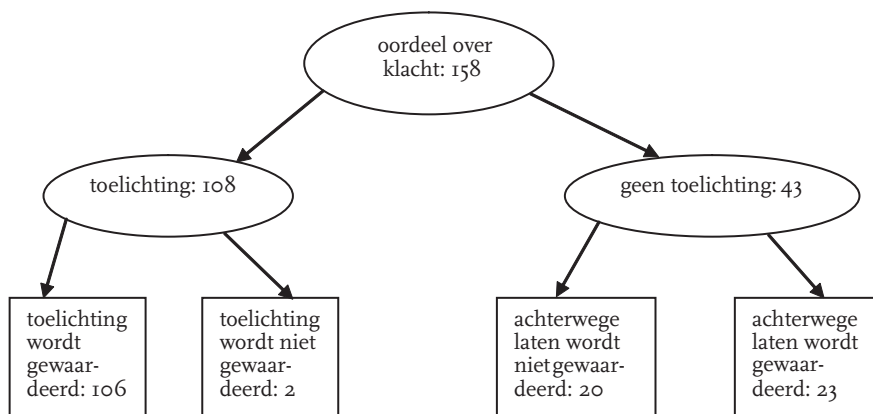 oordeel over
klacht: 158
toelichting: 108
geen toelichting: 43
toelichting
wordt
gewaar-
deerd: 106
toelichting
wordt niet
gewaar-
deerd: 2
achterwege
laten wordt
niet gewaar-
deerd: 20
achterwege
laten wordt
gewaar-
deerd: 23